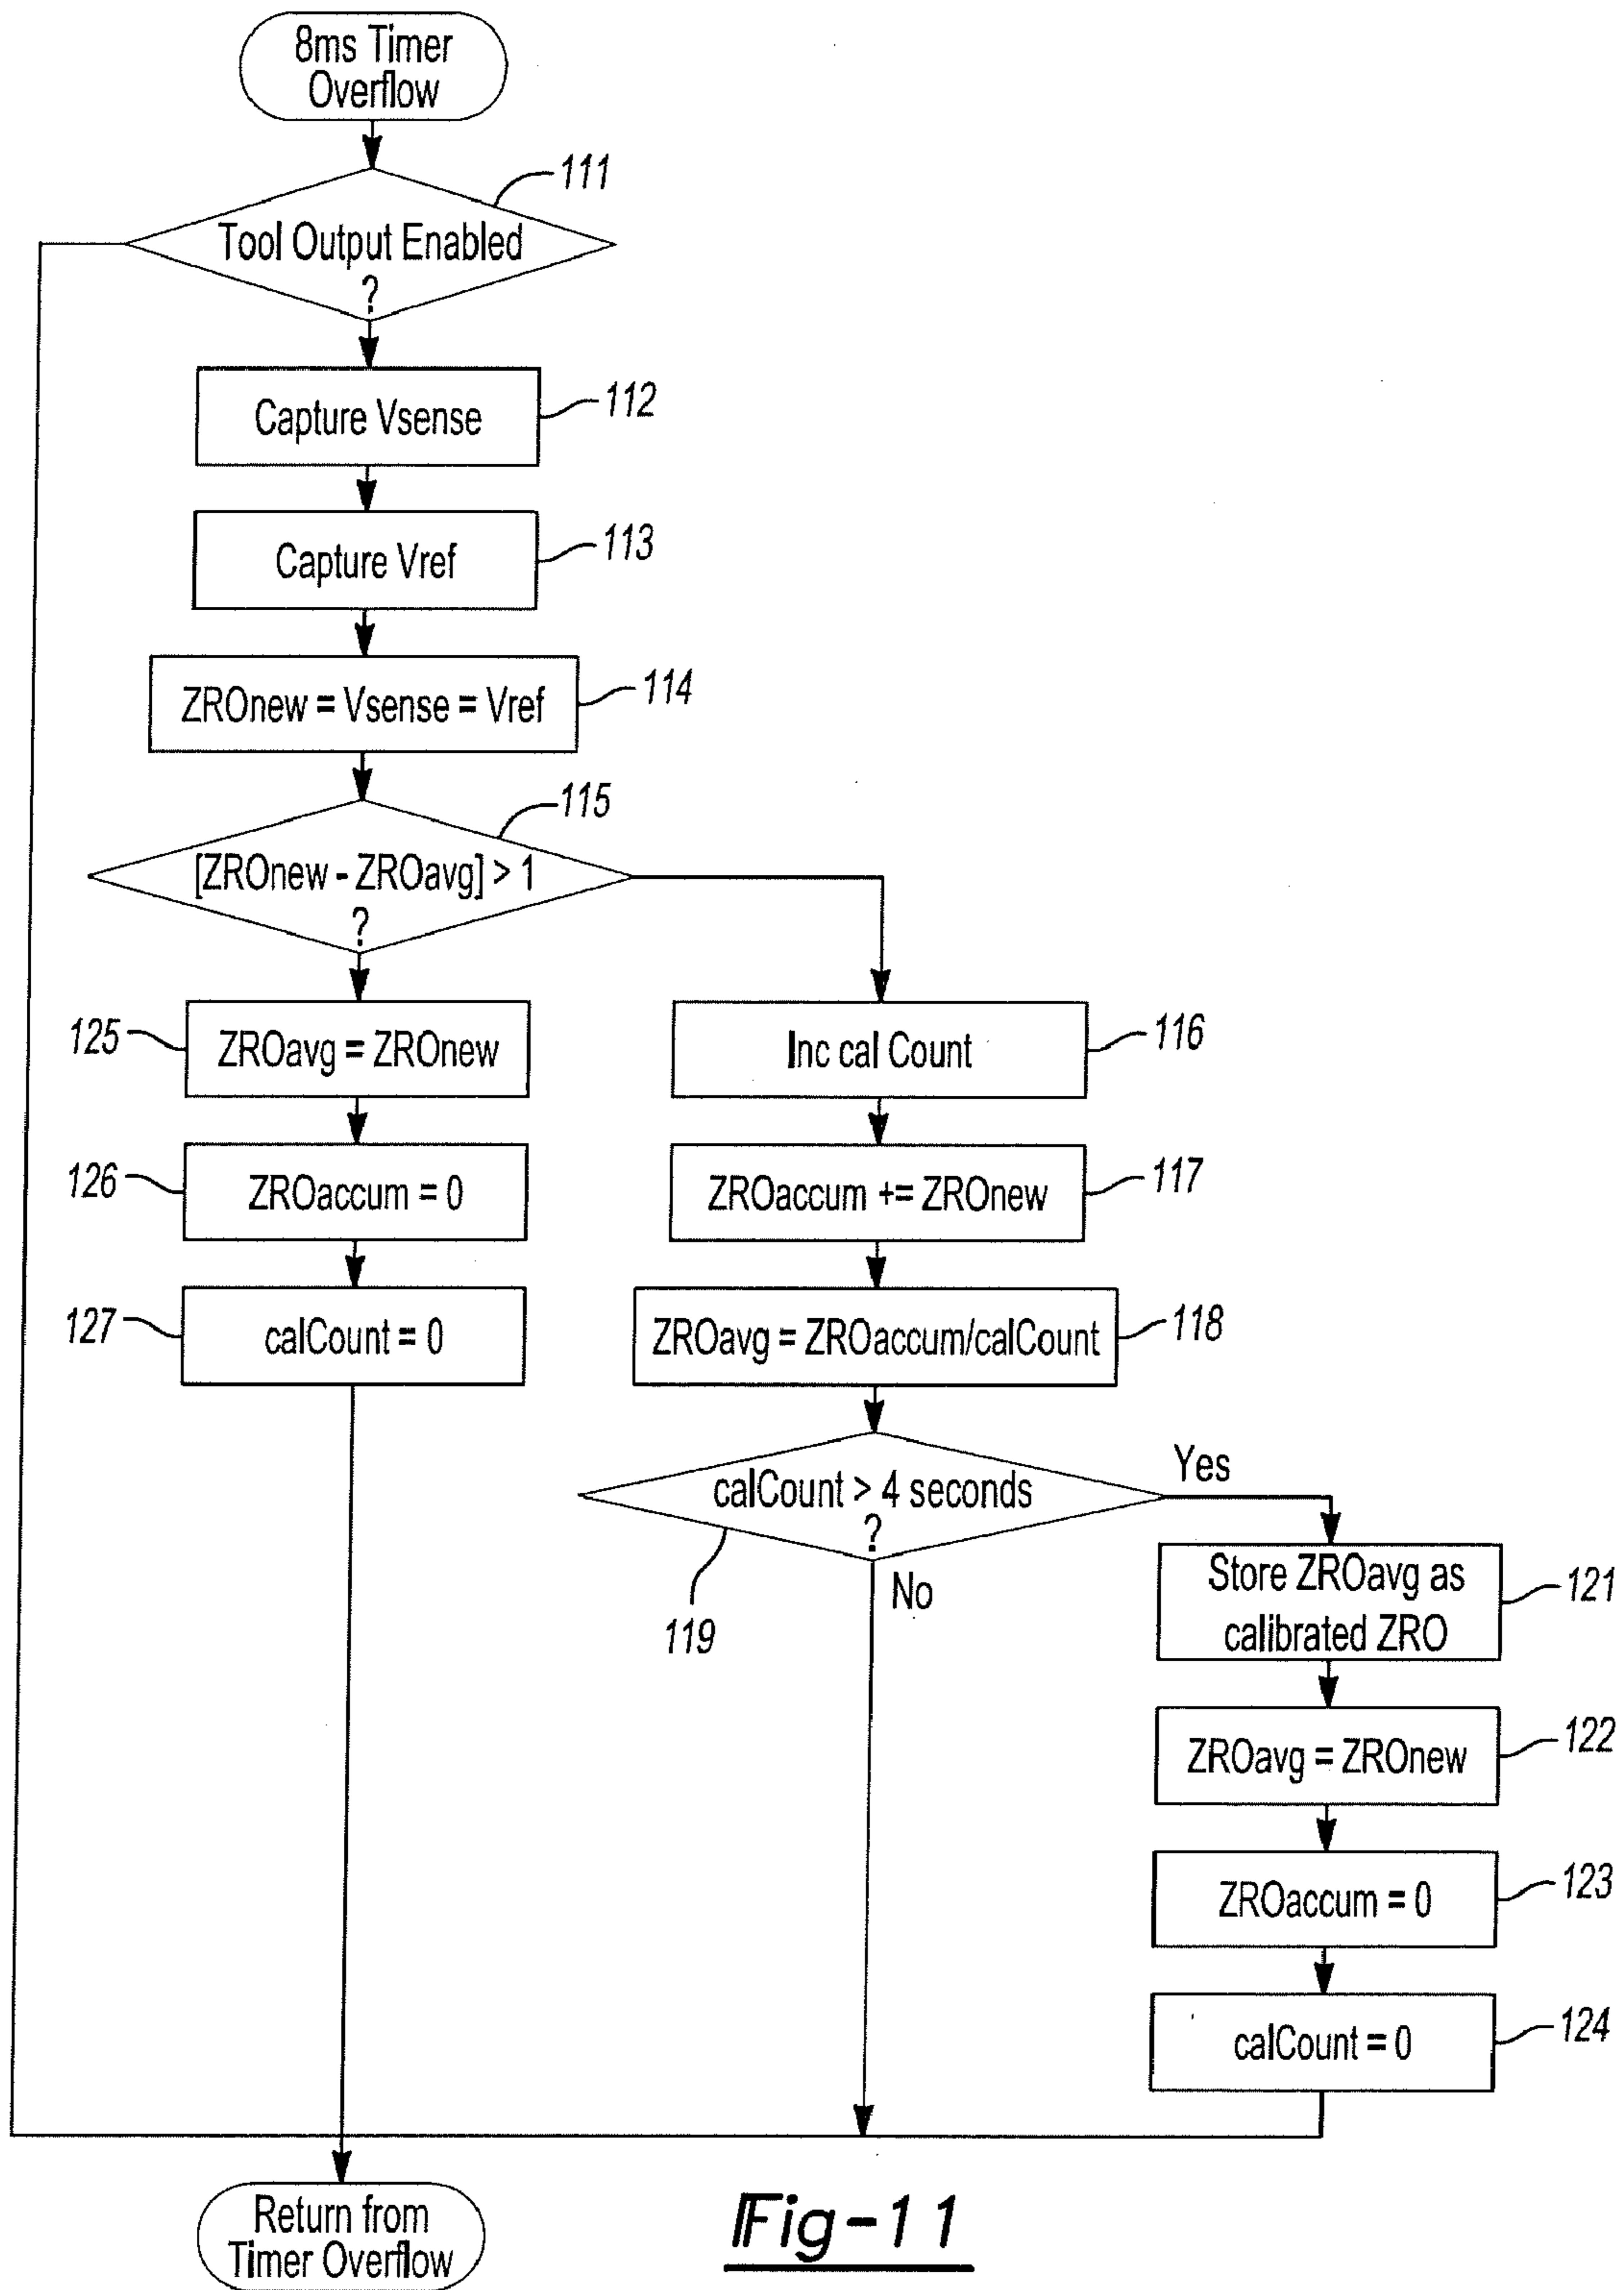 8ms Timer
Overflow
111
Tool Output Enabled
?
Capture Vsense
112
Capture Vref
113
ZROnew = Vsense = Vref
114
115
[ZROnew - ZROavg] > 1
?
125
ZROavg = ZROnew
Inc cal Count
116
126
ZROaccum = 0
ZROaccum += ZROnew
117
127
calCount = 0
ZROavg = ZROaccum/calCount
118
calCount > 4 seconds
?
Yes
No
119
Store ZROavg as
calibrated ZRO
121
ZROavg = ZROnew
122
ZROaccum = 0
123
calCount = 0
124
Return from
Timer Overflow
Fig-11